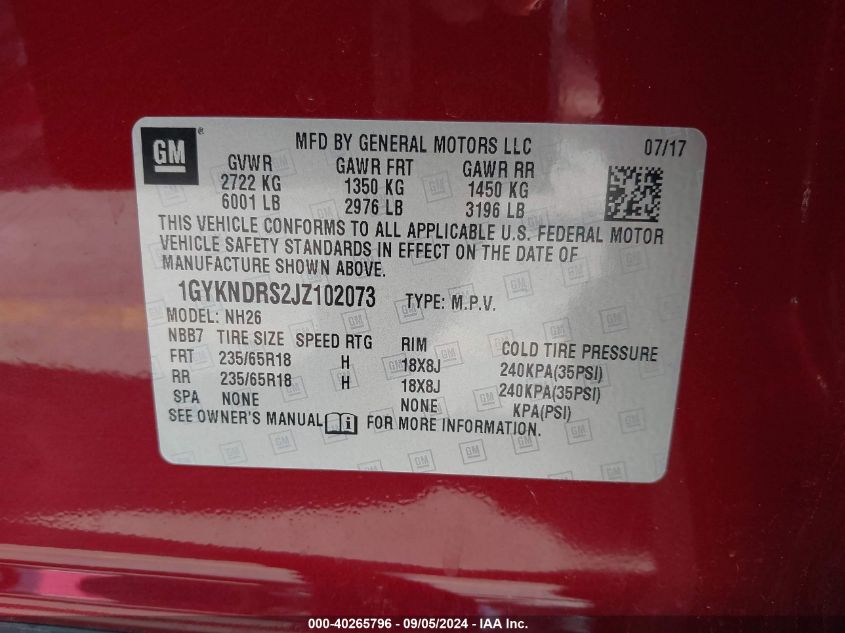 GM ®
MFD BY GENERAL MOTORS LLC 07/17
GVWR GAWR FRT GAWR RR
2722 KG 1350 KG 1450 KG
6001 LB 2976 LB 3196 LB
THIS VEHICLE CONFORMS TO ALL APPLICABLE U.S. FEDERAL MOTOR
VEHICLE SAFETY STANDARDS IN EFFECT ON THE DATE OF
MANUFACTURE SHOWN ABOVE.
1GYKNDRS2JZ102073 TYPE: M.P.V.
MODEL: NH26
NBB7 TIRE SIZE SPEED RTG RIM COLD TIRE PRESSURE
FRT 235/65R18 H 18X8J 240KPA(35PSI)
RR 235/65R18 H 18X8J 240KPA(35PSI)
SPA NONE NONE KPA(PSI)
SEE OWNER'S MANUAL i FOR MORE INFORMATION.
000-40265796 - 09/05/2024 - IAA Inc.